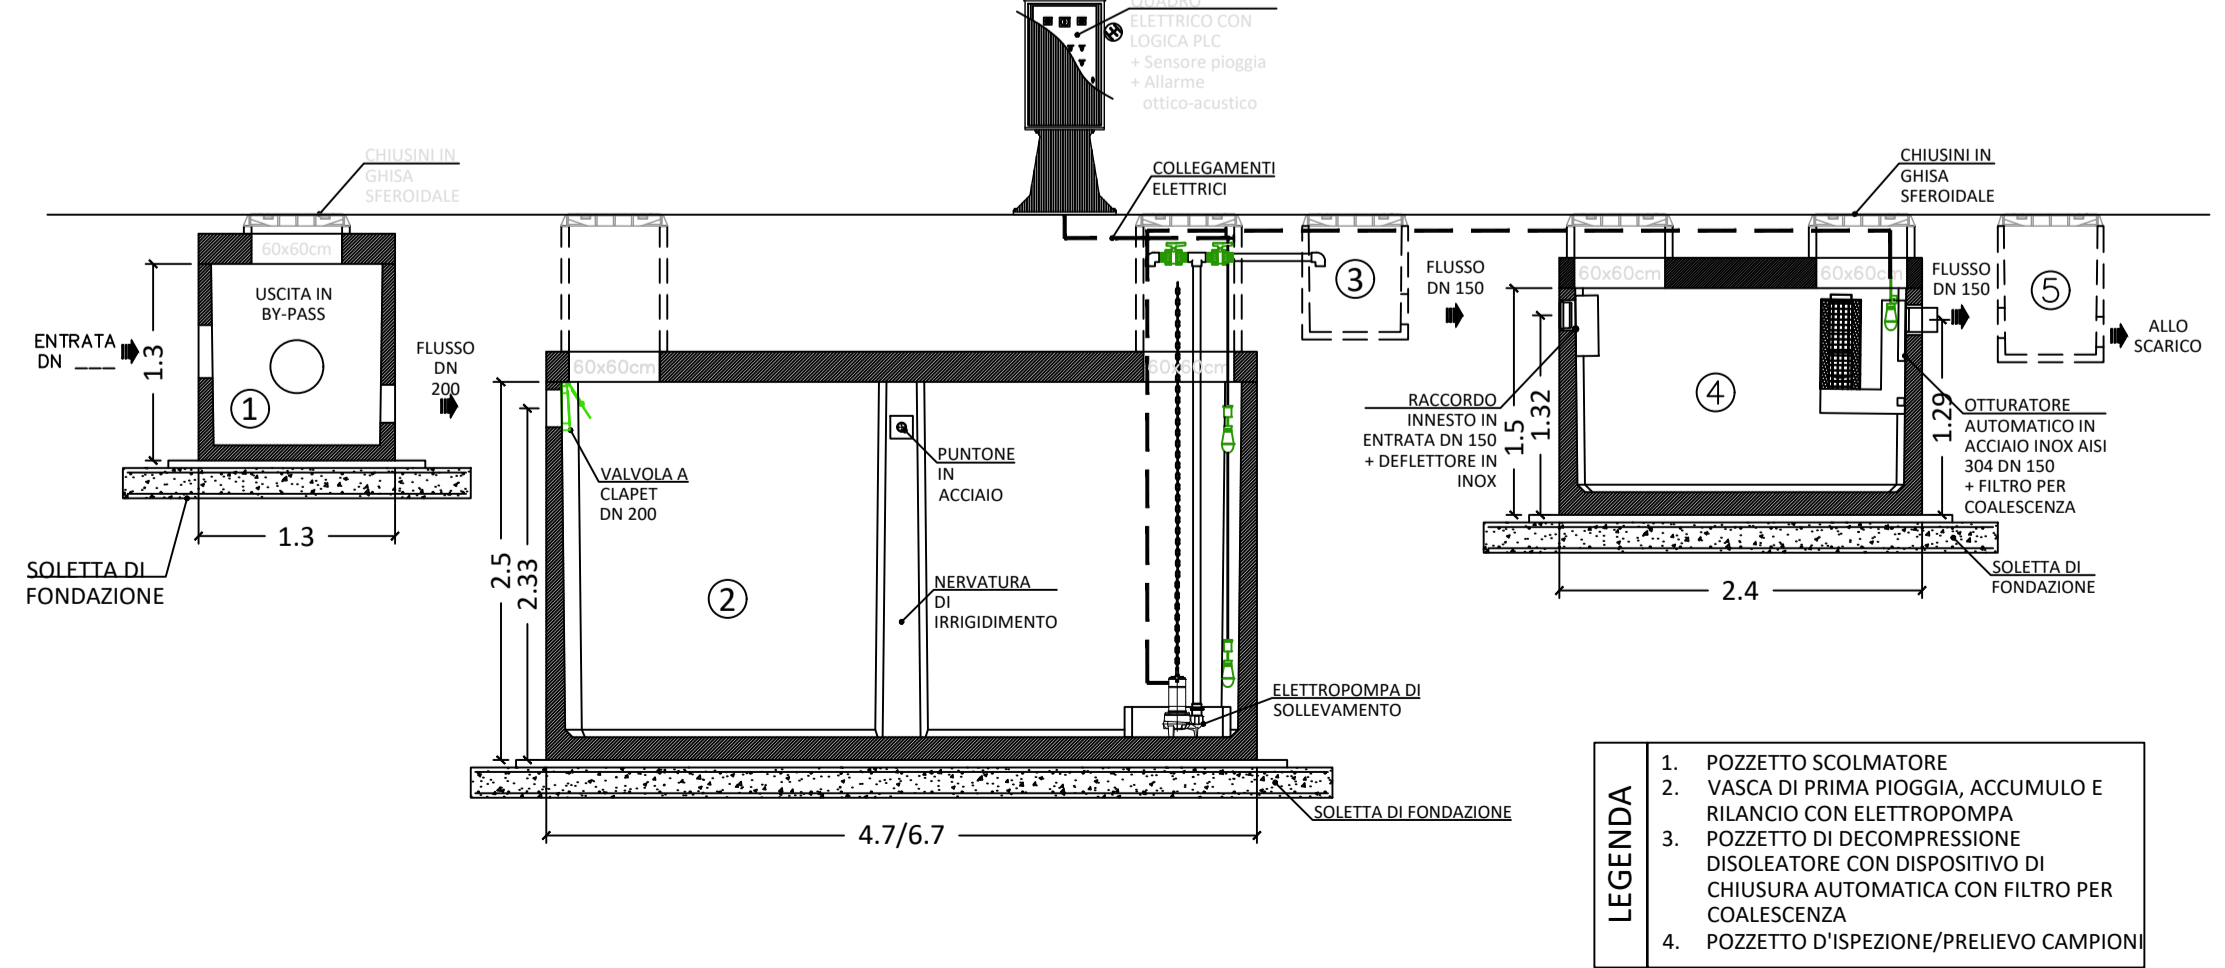 QUADRO
ELETTRICO CON
LOGICA PLC
+ Sensore pioggia
+ Allarme
ottico-acustico
CHIUSINI IN
GHISA
SFEROIDALE
COLLEGAMENTI
ELETTRICI
CHIUSINI IN
GHISA
SFEROIDALE
60x60cm
USCITA IN
BY-PASS
ENTRATA
DN ___
1.3
1
FLUSSO
DN
200
1.3
SOLETTA DI
FONDAZIONE
60x60cm
60x60cm
VALVOLA A
CLAPET
DN 200
PUNTONE
IN
ACCIAIO
2.5
2.33
2
NERVATURA
DI
IRRIGIDIMENTO
ELETTROPOMPA DI
SOLLEVAMENTO
SOLETTA DI FONDAZIONE
4.7/6.7
3
FLUSSO
DN 150
60x60cm
60x60cm
FLUSSO
DN 150
5
ALLO
SCARICO
RACCORDO
INNESTO IN
ENTRATA DN 150
+ DEFLETTORE IN
INOX
1.5
1.32
4
1.29
OTTURATORE
AUTOMATICO IN
ACCIAIO INOX AISI
304 DN 150
+ FILTRO PER
COALESCENZA
SOLETTA DI
FONDAZIONE
2.4
LEGENDA
1. POZZETTO SCOLMATORE
2. VASCA DI PRIMA PIOGGIA, ACCUMULO E
RILANCIO CON ELETTROPOMPA
3. POZZETTO DI DECOMPRESSIONE
DISOLEATORE CON DISPOSITIVO DI
CHIUSURA AUTOMATICA CON FILTRO PER
COALESCENZA
4. POZZETTO D'ISPEZIONE/PRELIEVO CAMPIONI